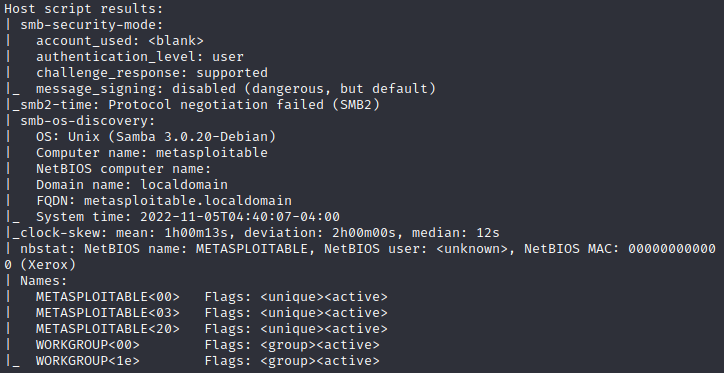 Host script results:
| smb-security-mode:
|   account_used: <blank>
|   authentication_level: user
|   challenge_response: supported
|_  message_signing: disabled (dangerous, but default)
|_smb2-time: Protocol negotiation failed (SMB2)
| smb-os-discovery:
|   OS: Unix (Samba 3.0.20-Debian)
|   Computer name: metasploitable
|   NetBIOS computer name:
|   Domain name: localdomain
|   FQDN: metasploitable.localdomain
|_  System time: 2022-11-05T04:40:07-04:00
|_clock-skew: mean: 1h00m13s, deviation: 2h00m00s, median: 12s
| nbstat: NetBIOS name: METASPLOITABLE, NetBIOS user: <unknown>, NetBIOS MAC: 00000000000
0 (Xerox)
| Names:
|   METASPLOITABLE<00>   Flags: <unique><active>
|   METASPLOITABLE<03>   Flags: <unique><active>
|   METASPLOITABLE<20>   Flags: <unique><active>
|   WORKGROUP<00>        Flags: <group><active>
|_  WORKGROUP<1e>        Flags: <group><active>